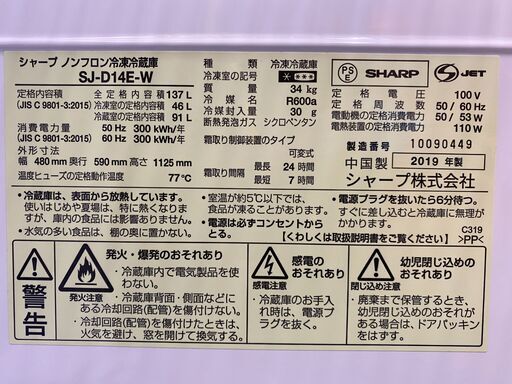 シャープ ノンフロン冷凍冷蔵庫
SJ-D14E-W
定格内容積
(JIS C 9801-3:2015)
全定格内容積 137 L
冷凍室の定格内容積 46 L
冷蔵室の定格内容積 91 L
消費電力量 50 Hz 300 kWh/年
(JIS C 9801-3:2015) 60 Hz 300 kWh/年
外形寸法
幅 480 mm 奥行 590 mm 高さ 1125 mm
温度ヒューズの定格動作温度 77℃
種類 冷凍冷蔵庫
冷凍室の記号
質量 34 kg
冷媒名 R600a
冷媒封入量 30 g
断熱発泡ガス シクロペンタン
霜取り制御装置のタイプ
可変式
霜取り間隔 最長 24 時間
最短 7 時間
PS
E
SHARP
S JET
定格電圧 100 V
定格周波数 50 / 60 Hz
電動機の定格消費電力 50 / 53 W
電熱装置の定格消費電力 110 W
製造番号 10090449
中国製 2019 年製
シャープ株式会社
・冷蔵庫は、表面から放熱しています。
使いはじめや夏場に特に熱く感じることがありますが、庫内の食品には影響ありません。
・水気の多い食品は、棚の奥に置かない。
・室温が約5℃以下では、食品が凍ることがあります。
・電源は必ずコンセントからとる。
・電源プラグを抜いたら6分待つ。
すぐに差し込むと冷蔵庫に無理がかかります。
【くわしくは取扱説明書をご覧ください】
C319
>PP<
警告
発火・爆発のおそれあり
発火注意
・冷蔵庫内で電気製品を使わない。
・冷蔵庫背面・側面などにある冷却回路(配管)を傷付けない。
・冷却回路(配管)を傷付けたときは、火気を避け、窓を開けて換気する。
感電のおそれあり
感電注意
・冷蔵庫のお手入れ時は、電源プラグを抜く。
幼児閉じ込めのおそれあり
閉じ込め注意
・廃棄まで保管するときなど、幼児閉じ込めのおそれがある場合は、ドアパッキンをはずす。